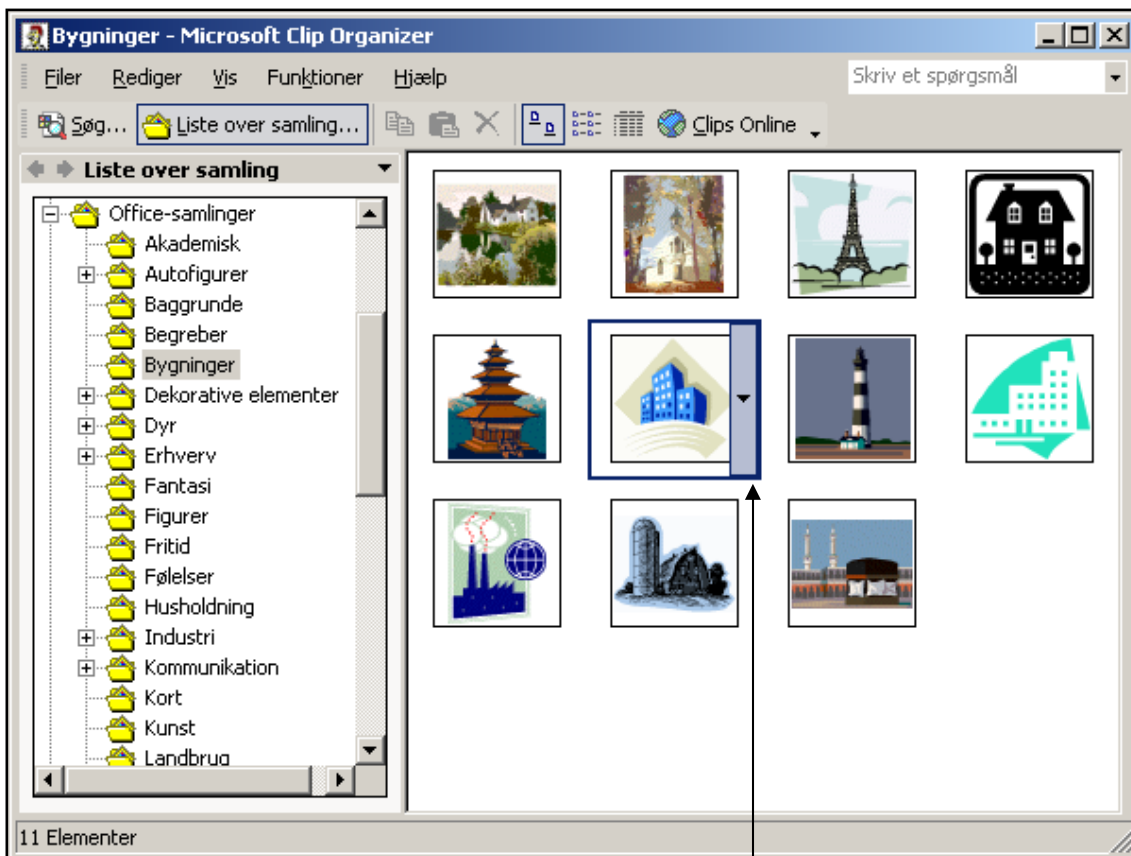 Bygninger - Microsoft Clip Organizer
Filer Rediger Vis Funktioner Hjælp Skriv et spørgsmål
Søg... Liste over samling... Clips Online
Liste over samling
Office-samlinger
Akademisk
Autofigurer
Baggrunde
Begreber
Bygninger
Dekorative elementer
Dyr
Erhverv
Fantasi
Figurer
Fritid
Følelser
Husholdning
Industri
Kommunikation
Kort
Kunst
Landbrug
11 Elementer